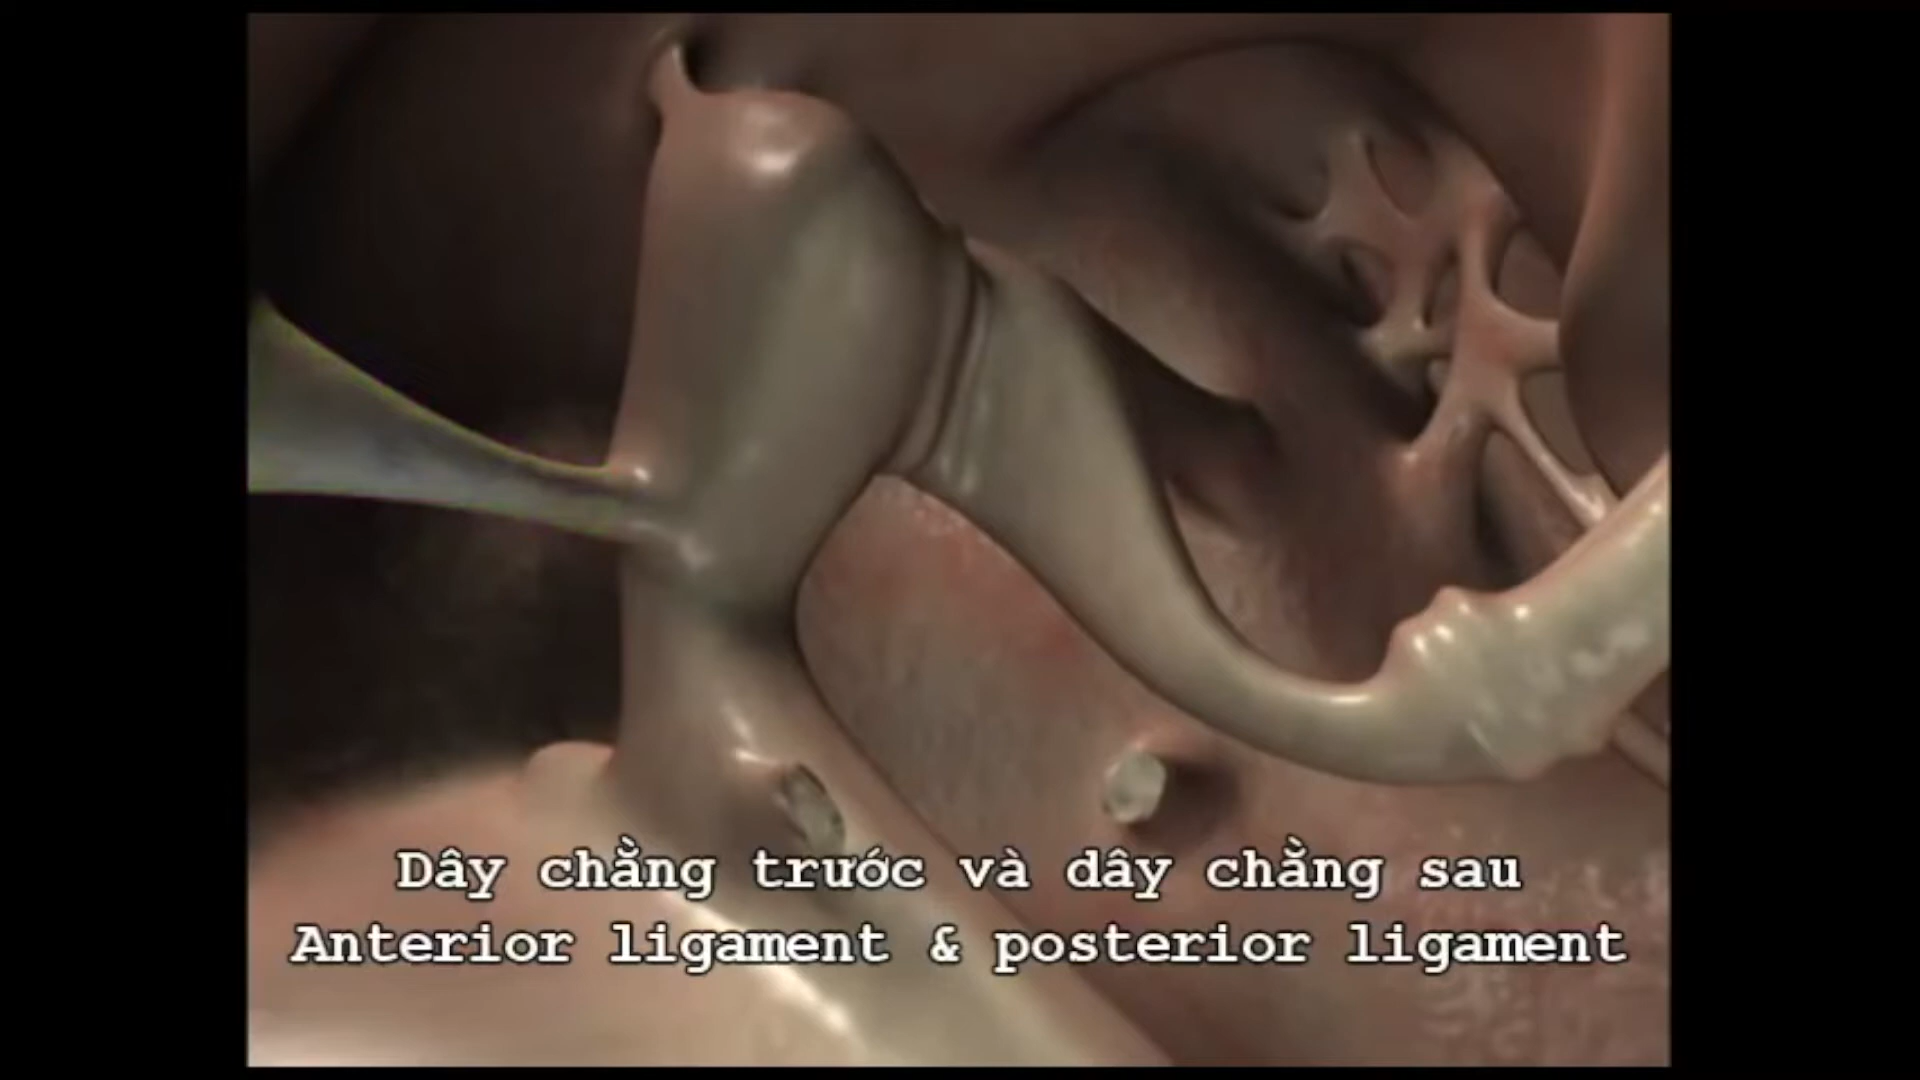 Dây chằng trước và dây chằng sau
Anterior ligament & posterior ligament